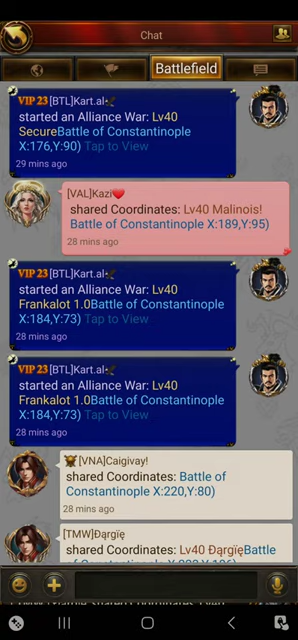 Chat
Battlefield
VIP 23 [BTL]Kart.al
started an Alliance War: Lv40
SecureBattle of Constantinople
X:176,Y:90) Tap to View
29 mins ago
[VAL]Kazi❤
shared Coordinates: Lv40 Malinois!
Battle of Constantinople X:189,Y:95)
28 mins ago
VIP 23 [BTL]Kart.al
started an Alliance War: Lv40
Frankalot 1.0Battle of Constantinople
X:184,Y:73) Tap to View
28 mins ago
VIP 23 [BTL]Kart.al
started an Alliance War: Lv40
Frankalot 1.0Battle of Constantinople
X:184,Y:73) Tap to View
28 mins ago
[VNA]Caigivay!
shared Coordinates: Battle of
Constantinople X:220,Y:80)
28 mins ago
[TMW]Đąrgïę
shared Coordinates: Lv40 ĐąrgïęBattle